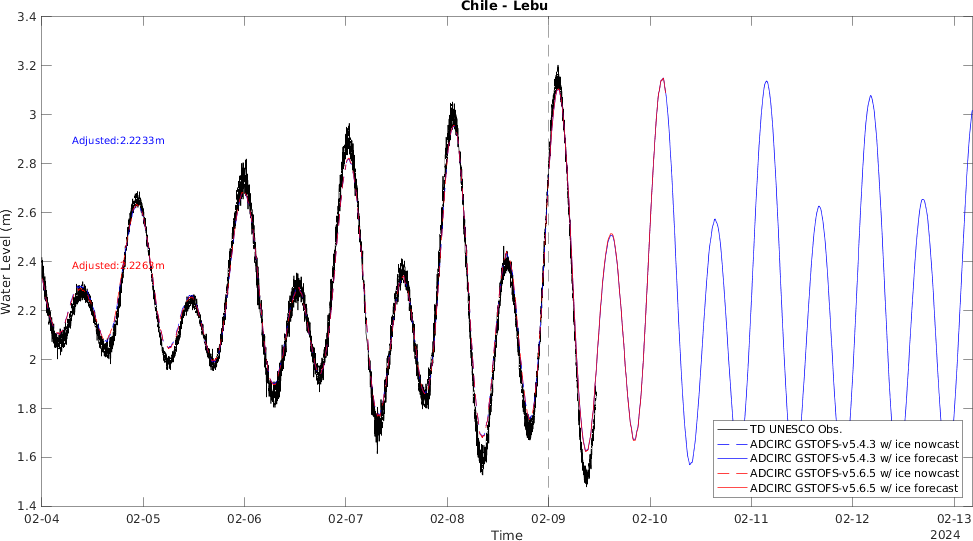 Chile - Lebu
3.4
3.2
3
2.8
2.6
2.4
2.2
2
1.8
1.6
1.4
Water Level (m)
Adjusted:2.2233m
Adjusted:2.2263m
TD UNESCO Obs.
ADCIRC GSTOFS-v5.4.3 w/ ice nowcast
ADCIRC GSTOFS-v5.4.3 w/ ice forecast
ADCIRC GSTOFS-v5.6.5 w/ ice nowcast
ADCIRC GSTOFS-v5.6.5 w/ ice forecast
02-04 02-05 02-06 02-07 02-08 02-09 02-10 02-11 02-12 02-13
Time
2024